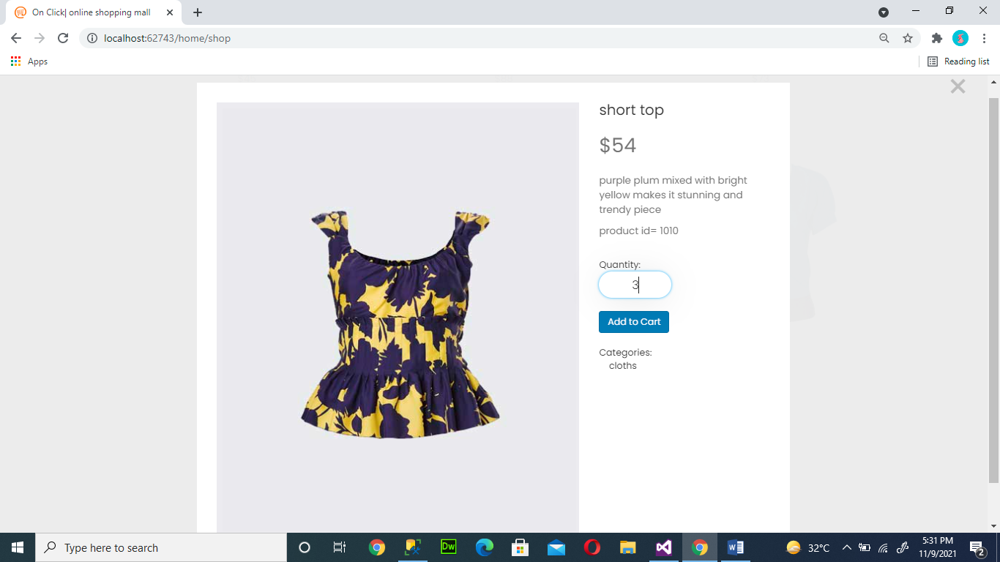 On Click| online shopping mall
localhost:62743/home/shop
Apps
Reading list
short top
$54
purple plum mixed with bright
yellow makes it stunning and
trendy piece
product id= 1010
Quantity:
3
Add to Cart
Categories:
cloths
Type here to search
Dw
32°C
5:31 PM
11/9/2021
2